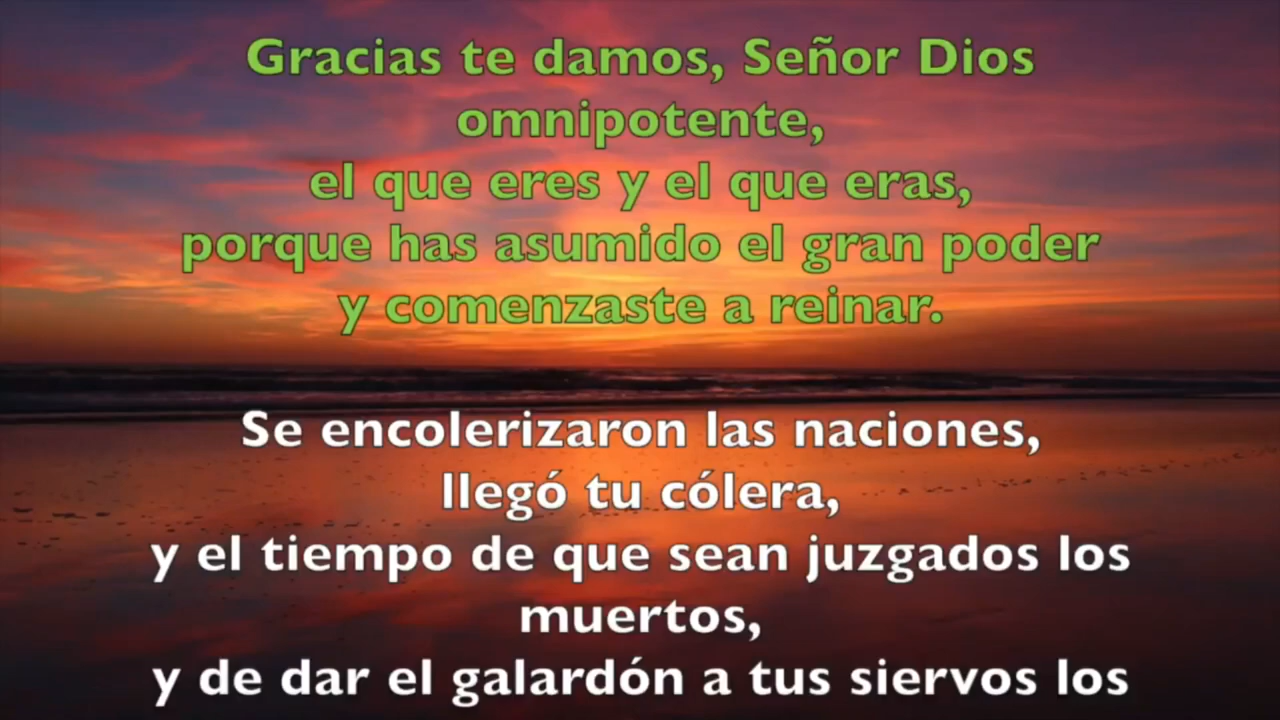 Gracias te damos, Señor Dios
omnipotente,
el que eres y el que eras,
porque has asumido el gran poder
y comenzaste a reinar.
Se encolerizaron las naciones,
llegó tu cólera,
y el tiempo de que sean juzgados los
muertos,
y de dar el galardón a tus siervos los